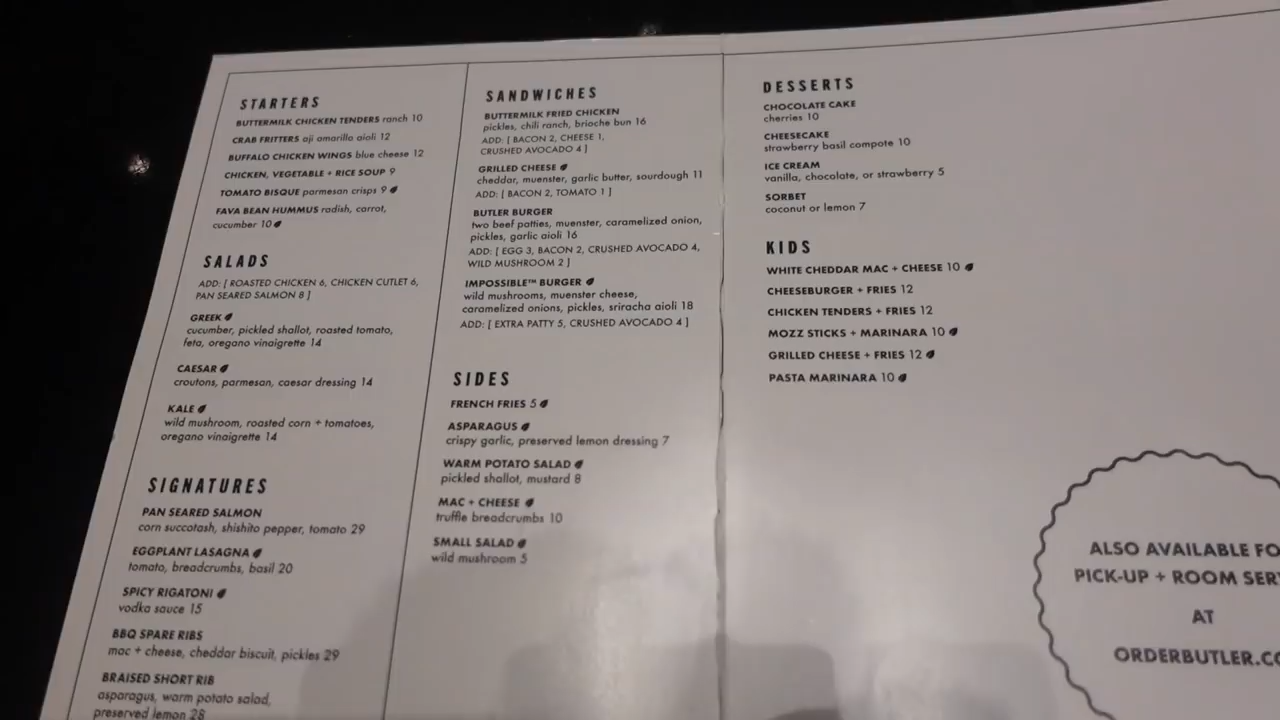 STARTERS
BUTTERMILK CHICKEN TENDERS ranch 10
CRAB FRITTERS aji amarillo aioli 12
BUFFALO CHICKEN WINGS blue cheese 12
CHICKEN, VEGETABLE + RICE SOUP 9
TOMATO BISQUE parmesan crisps 9
FAVA BEAN HUMMUS radish, carrot,
cucumber 10
SALADS
ADD: [ ROASTED CHICKEN 6, CHICKEN CUTLET 6,
PAN SEARED SALMON 8 ]
GREEK
cucumber, pickled shallot, roasted tomato,
feta, oregano vinaigrette 14
CAESAR
croutons, parmesan, caesar dressing 14
KALE
wild mushroom, roasted corn + tomatoes,
oregano vinaigrette 14
SIGNATURES
PAN SEARED SALMON
corn succotash, shishito pepper, tomato 29
EGGPLANT LASAGNA
tomato, breadcrumbs, basil 20
SPICY RIGATONI
vodka sauce 15
BBQ SPARE RIBS
mac + cheese, cheddar biscuit, pickles 29
BRAISED SHORT RIB
asparagus, warm potato salad,
preserved lemon 28
SANDWICHES
BUTTERMILK FRIED CHICKEN
pickles, chili ranch, brioche bun 16
ADD: [ BACON 2, CHEESE 1,
CRUSHED AVOCADO 4 ]
GRILLED CHEESE
cheddar, muenster, garlic butter, sourdough 11
ADD: [ BACON 2, TOMATO 1 ]
BUTLER BURGER
two beef patties, muenster, caramelized onion,
pickles, garlic aioli 16
ADD: [ EGG 3, BACON 2, CRUSHED AVOCADO 4,
WILD MUSHROOM 2 ]
IMPOSSIBLE™ BURGER
wild mushrooms, muenster cheese,
caramelized onions, pickles, sriracha aioli 18
ADD: [ EXTRA PATTY 5, CRUSHED AVOCADO 4 ]
SIDES
FRENCH FRIES 5
ASPARAGUS
crispy garlic, preserved lemon dressing 7
WARM POTATO SALAD
pickled shallot, mustard 8
MAC + CHEESE
truffle breadcrumbs 10
SMALL SALAD
wild mushroom 5
DESSERTS
CHOCOLATE CAKE
cherries 10
CHEESECAKE
strawberry basil compote 10
ICE CREAM
vanilla, chocolate, or strawberry 5
SORBET
coconut or lemon 7
KIDS
WHITE CHEDDAR MAC + CHEESE 10
CHEESEBURGER + FRIES 12
CHICKEN TENDERS + FRIES 12
MOZZ STICKS + MARINARA 10
GRILLED CHEESE + FRIES 12
PASTA MARINARA 10
ALSO AVAILABLE FO
PICK-UP + ROOM SER
AT
ORDERBUTLER.CO